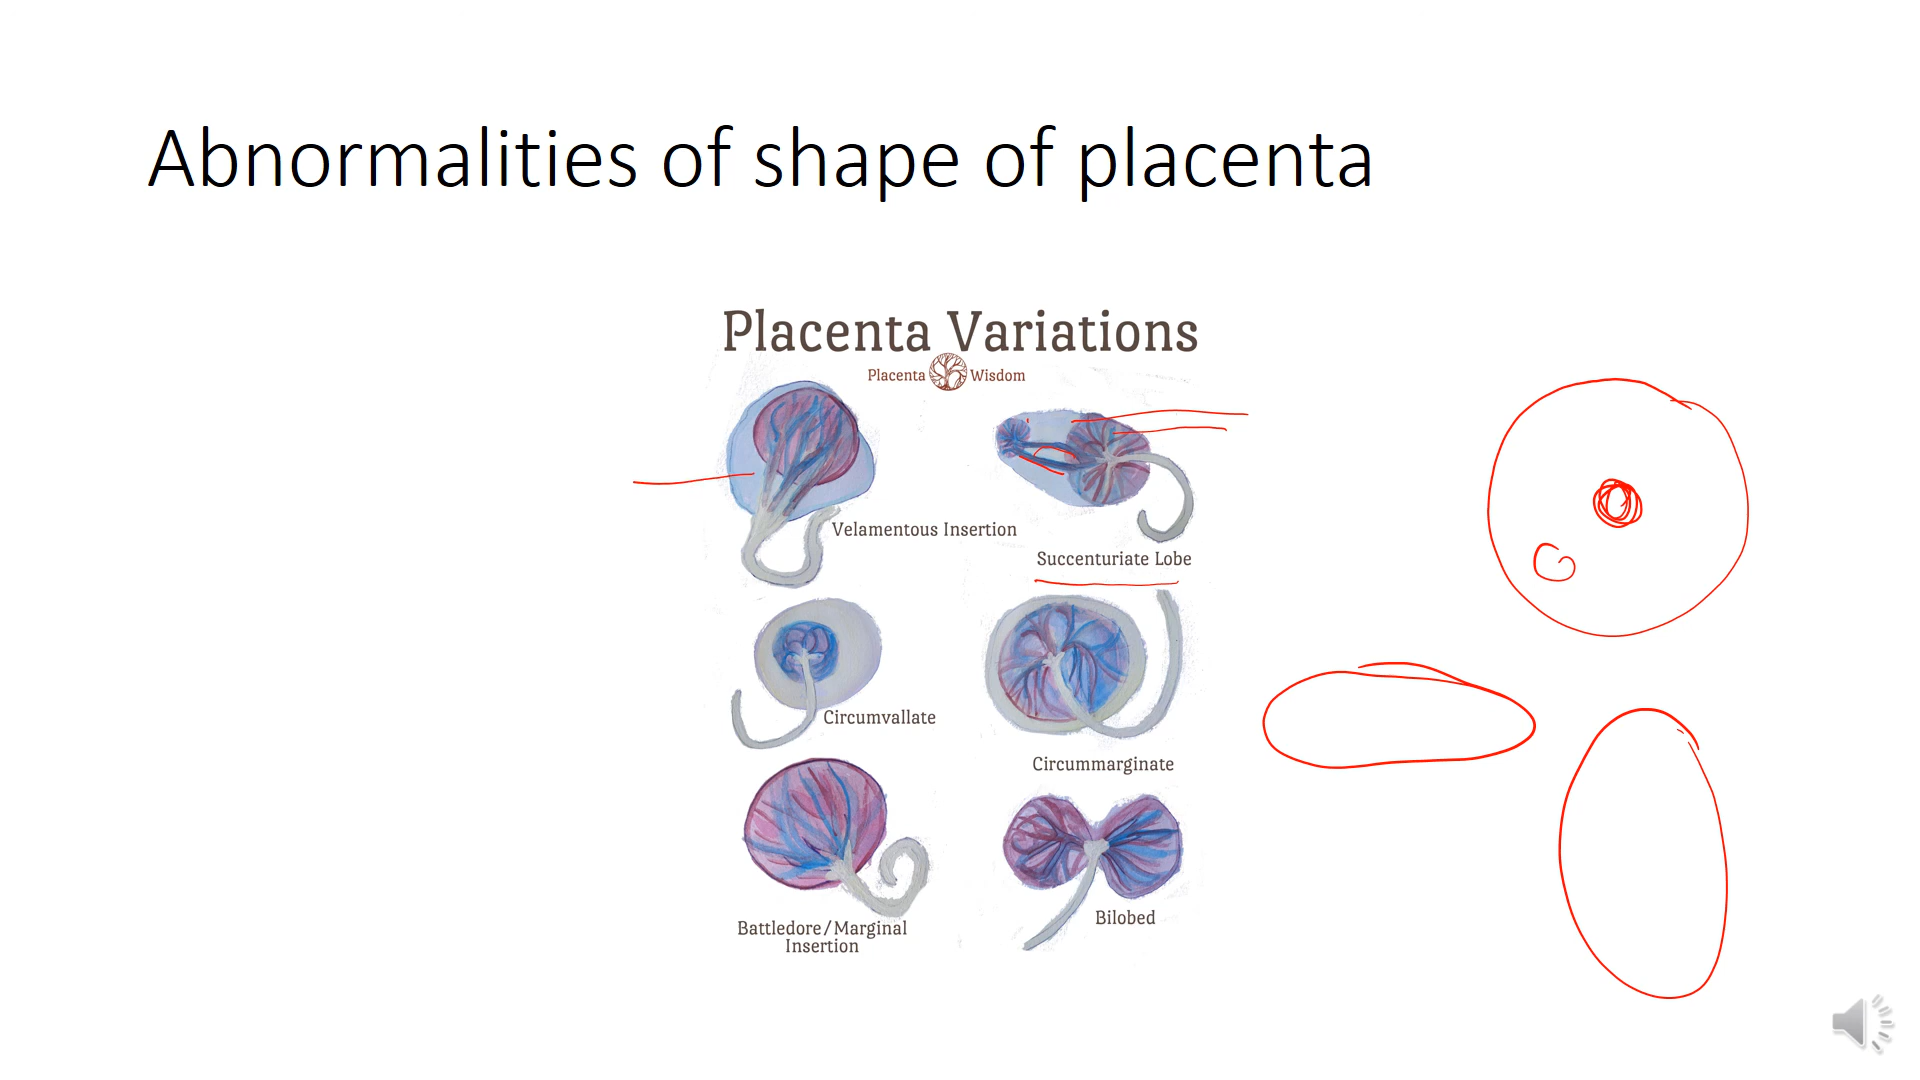 Abnormalities of shape of placenta
Placenta Variations
Placenta Wisdom
Velamentous Insertion
Succenturiate Lobe
Circumvallate
Circummarginate
Battledore/Marginal
Insertion
Bilobed